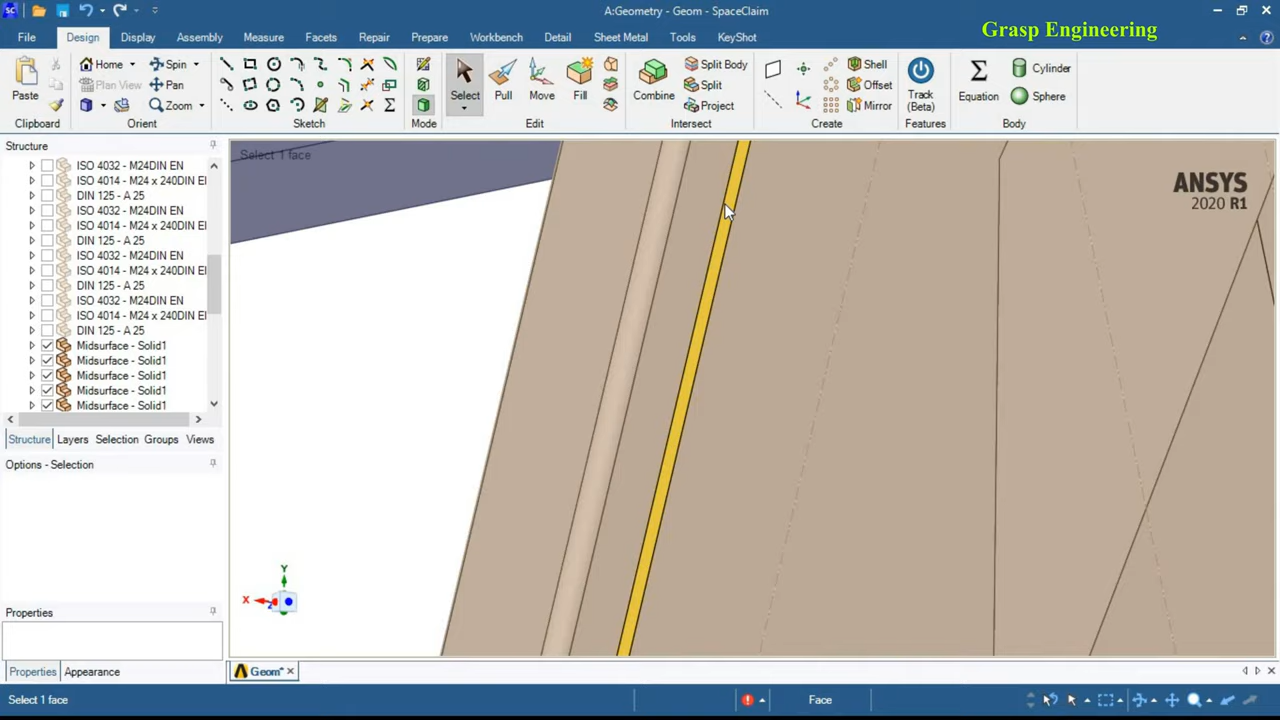 A:Geometry - Geom - SpaceClaim
Grasp Engineering
File Design Display Assembly Measure Facets Repair Prepare Workbench Detail Sheet Metal Tools KeyShot
Paste
Clipboard
Home Spin
Plan View Pan
Zoom
Orient
Sketch
Mode
Select Pull Move Fill
Edit
Combine
Split Body
Split
Project
Intersect
Shell
Offset
Mirror
Create
Track
(Beta)
Features
Equation
Cylinder
Sphere
Body
Structure
ISO 4032 - M24DIN EN
ISO 4014 - M24 x 240DIN EI
DIN 125 - A 25
ISO 4032 - M24DIN EN
ISO 4014 - M24 x 240DIN EI
DIN 125 - A 25
ISO 4032 - M24DIN EN
ISO 4014 - M24 x 240DIN EI
DIN 125 - A 25
ISO 4032 - M24DIN EN
ISO 4014 - M24 x 240DIN EI
DIN 125 - A 25
Midsurface - Solid1
Midsurface - Solid1
Midsurface - Solid1
Midsurface - Solid1
Midsurface - Solid1
Structure Layers Selection Groups Views
Options - Selection
Properties
Properties Appearance
Select 1 face
ANSYS
2020 R1
Y
X
Z
Geom*
Select 1 face
Face